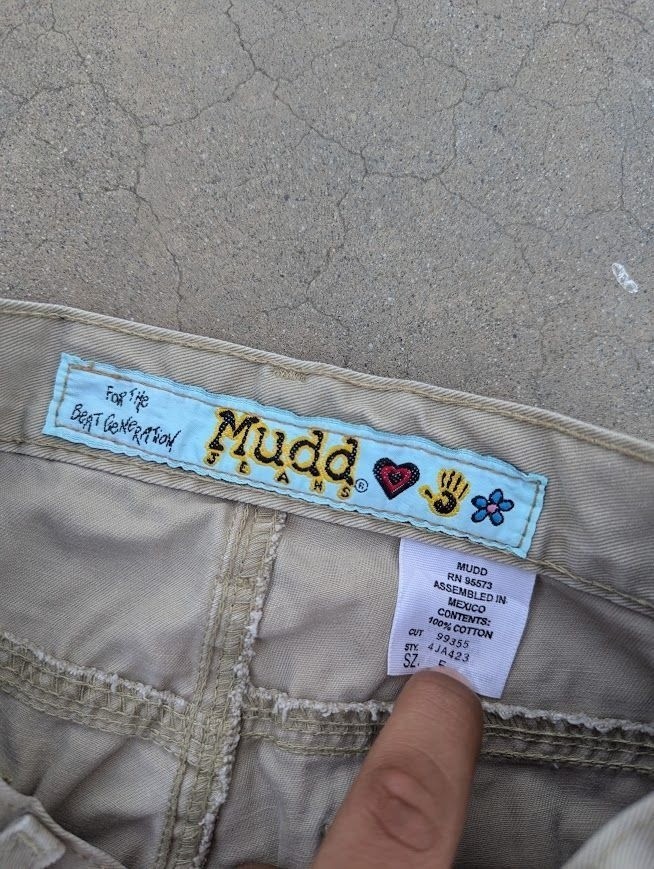 FOR THE
BEAT GENERATION
Mudd
JEANS ®
MUDD
RN 95573
ASSEMBLED IN
MEXICO
CONTENTS:
100% COTTON
CUT 99355
STY. 4JA423
SZ.